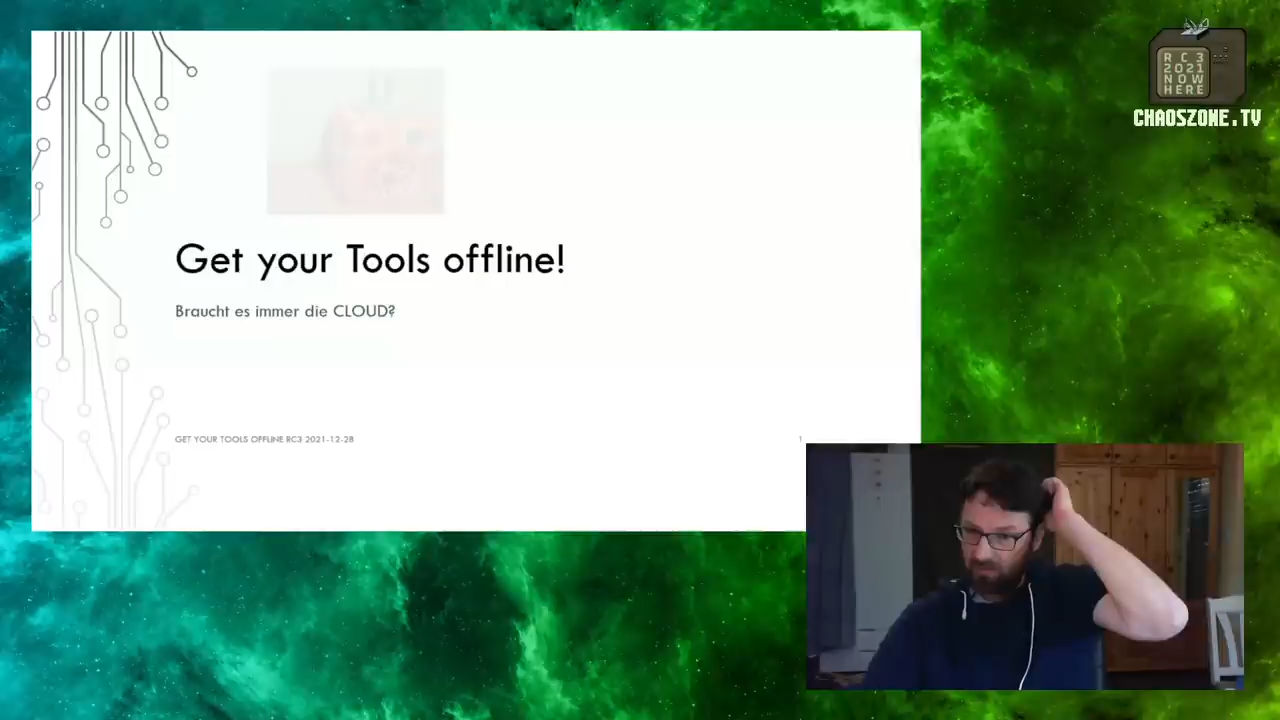 Get your Tools offline!
Braucht es immer die CLOUD?
GET YOUR TOOLS OFFLINE RC3 2021-12-28
1
RC3
2021
NOW
HERE
CHAOSZONE.TV